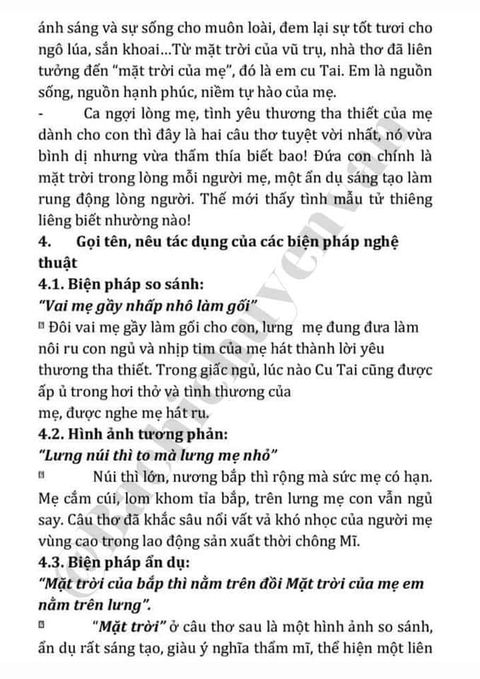 ánh sáng và sự sống cho muôn loài, đem lại sự tốt tươi cho
ngô lúa, sắn khoai...Từ mặt trời của vũ trụ, nhà thơ đã liên
tưởng đến “mặt trời của mẹ”, đó là em cu Tai. Em là nguồn
sống, nguồn hạnh phúc, niềm tự hào của mẹ.
- Ca ngợi lòng mẹ, tình yêu thương tha thiết của mẹ
dành cho con thì đây là hai câu thơ tuyệt vời nhất, nó vừa
bình dị nhưng vừa thấm thía biết bao! Đứa con chính là
mặt trời trong lòng mỗi người mẹ, một ẩn dụ sáng tạo làm
rung động lòng người. Thế mới thấy tình mẫu tử thiêng
liêng biết nhường nào!
4. Gọi tên, nêu tác dụng của các biện pháp nghệ
thuật
4.1. Biện pháp so sánh:
“Vai mẹ gầy nhấp nhô làm gối”
Đôi vai mẹ gầy làm gối cho con, lưng mẹ đung đưa làm
nôi ru con ngủ và nhịp tim của mẹ hát thành lời yêu
thương tha thiết. Trong giấc ngủ, lúc nào Cu Tai cũng được
ấp ủ trong hơi thở và tình thương của
mẹ, được nghe mẹ hát ru.
4.2. Hình ảnh tương phản:
“Lưng núi thì to mà lưng mẹ nhỏ”
Núi thì lớn, nương bắp thì rộng mà sức mẹ có hạn.
Mẹ cắm cúi, lom khom tỉa bắp, trên lưng mẹ con vẫn ngủ
say. Câu thơ đã khắc sâu nổi vất vả khó nhọc của người mẹ
vùng cao trong lao động sản xuất thời chông Mĩ.
4.3. Biện pháp ẩn dụ:
“Mặt trời của bắp thì nằm trên đồi Mặt trời của mẹ em
nằm trên lưng”.
“Mặt trời” ở câu thơ sau là một hình ảnh so sánh,
ẩn dụ rất sáng tạo, giàu ý nghĩa thẩm mĩ, thể hiện một liên